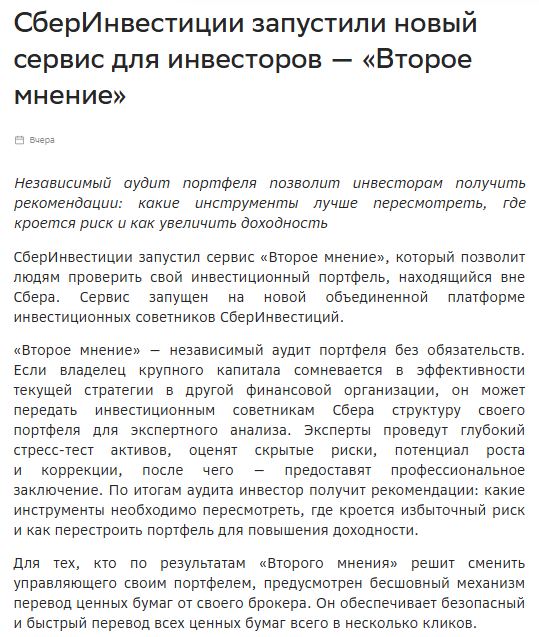 СберИнвестиции запустили новый
сервис для инвесторов — «Второе
мнение»
Вчера
Независимый аудит портфеля позволит инвесторам получить
рекомендации: какие инструменты лучше пересмотреть, где
кроется риск и как увеличить доходность
СберИнвестиции запустил сервис «Второе мнение», который позволит
людям проверить свой инвестиционный портфель, находящийся вне
Сбера. Сервис запущен на новой объединенной платформе
инвестиционных советников СберИнвестиций.
«Второе мнение» — независимый аудит портфеля без обязательств.
Если владелец крупного капитала сомневается в эффективности
текущей стратегии в другой финансовой организации, он может
передать инвестиционным советникам Сбера структуру своего
портфеля для экспертного анализа. Эксперты проведут глубокий
стресс-тест активов, оценят скрытые риски, потенциал роста
и коррекции, после чего — предоставят профессиональное
заключение. По итогам аудита инвестор получит рекомендации: какие
инструменты необходимо пересмотреть, где кроется избыточный риск
и как перестроить портфель для повышения доходности.
Для тех, кто по результатам «Второго мнения» решит сменить
управляющего своим портфелем, предусмотрен бесшовный механизм
перевод ценных бумаг от своего брокера. Он обеспечивает безопасный
и быстрый перевод всех ценных бумаг всего в несколько кликов.